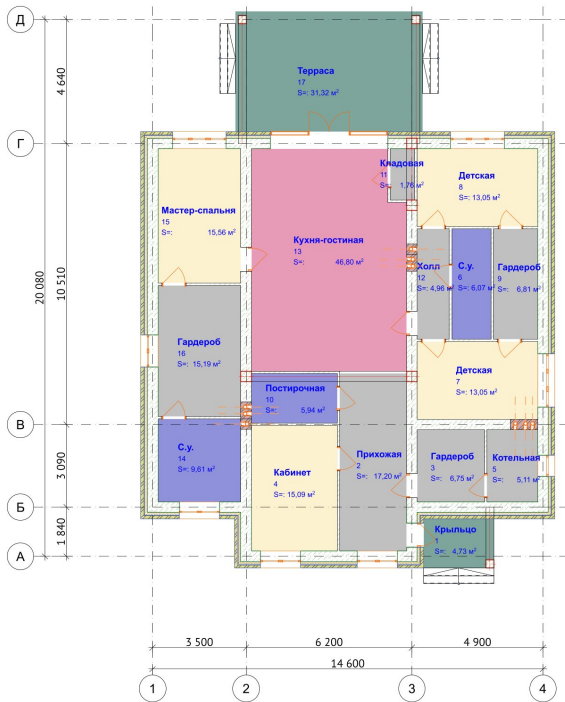 Д
Терраса
17
S=: 31,32 м²
4 640
Г
Кладовая
11
S=: 1,76 м²
Детская
8
S=: 13,05 м²
Мастер-спальня
15
S=: 15,56 м²
Кухня-гостиная
13
S=: 46,80 м²
Холл
12
S=: 4,96 м²
С.у.
6
S=: 6,07 м²
Гардероб
9
S=: 6,81 м²
20 080
10 510
Гардероб
16
S=: 15,19 м²
Детская
7
S=: 13,05 м²
Постирочная
10
S=: 5,94 м²
В
С.у.
14
S=: 9,61 м²
Кабинет
4
S=: 15,09 м²
Прихожая
2
S=: 17,20 м²
Гардероб
3
S=: 6,75 м²
Котельная
5
S=: 5,11 м²
3 090
Б
Крыльцо
1
S=: 4,73 м²
1 840
А
3 500
6 200
4 900
14 600
1
2
3
4